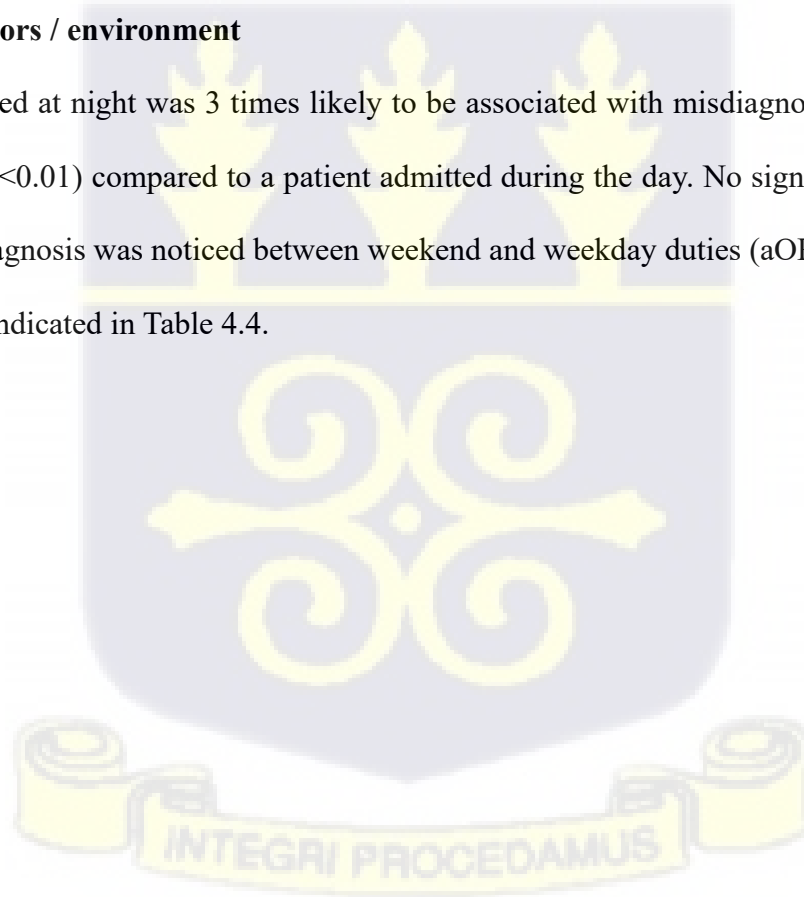 ors / environment
ed at night was 3 times likely to be associated with misdiagno
<0.01) compared to a patient admitted during the day. No sign
agnosis was noticed between weekend and weekday duties (aO
ndicated in Table 4.4.
INTEGRI PROCEDAMUS